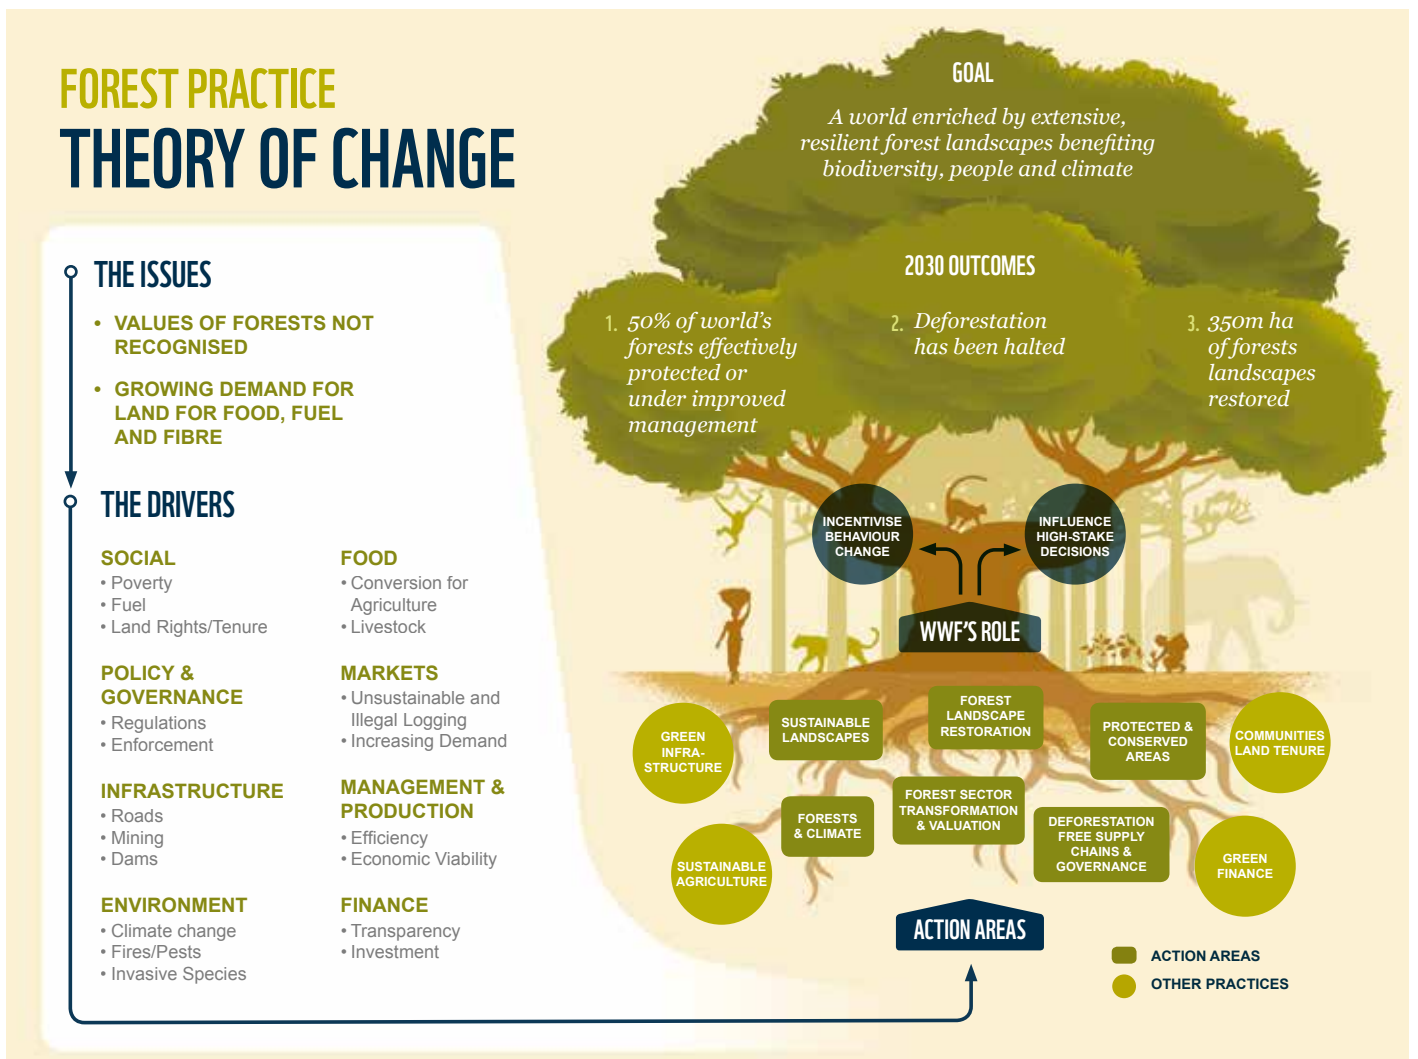 FOREST PRACTICE
THEORY OF CHANGE
THE ISSUES
• VALUES OF FORESTS NOT
RECOGNISED
• GROWING DEMAND FOR
LAND FOR FOOD, FUEL
AND FIBRE
THE DRIVERS
SOCIAL
• Poverty
• Fuel
• Land Rights/Tenure
POLICY &
GOVERNANCE
• Regulations
• Enforcement
INFRASTRUCTURE
• Roads
• Mining
• Dams
ENVIRONMENT
• Climate change
• Fires/Pests
• Invasive Species
FOOD
• Conversion for
Agriculture
• Livestock
MARKETS
• Unsustainable and
Illegal Logging
• Increasing Demand
MANAGEMENT &
PRODUCTION
• Efficiency
• Economic Viability
FINANCE
• Transparency
• Investment
GOAL
A world enriched by extensive,
resilient forest landscapes benefiting
biodiversity, people and climate
2030 OUTCOMES
1. 50% of world's
forests effectively
protected or
under improved
management
2. Deforestation
has been halted
3. 350m ha
of forests
landscapes
restored
INCENTIVISE
BEHAVIOUR
CHANGE
INFLUENCE
HIGH-STAKE
DECISIONS
WWF'S ROLE
GREEN
INFRA-
STRUCTURE
SUSTAINABLE
LANDSCAPES
FOREST
LANDSCAPE
RESTORATION
PROTECTED &
CONSERVED
AREAS
COMMUNITIES
LAND TENURE
SUSTAINABLE
AGRICULTURE
FORESTS
& CLIMATE
FOREST SECTOR
TRANSFORMATION
& VALUATION
DEFORESTATION
FREE SUPPLY
CHAINS &
GOVERNANCE
GREEN
FINANCE
ACTION AREAS
ACTION AREAS
OTHER PRACTICES